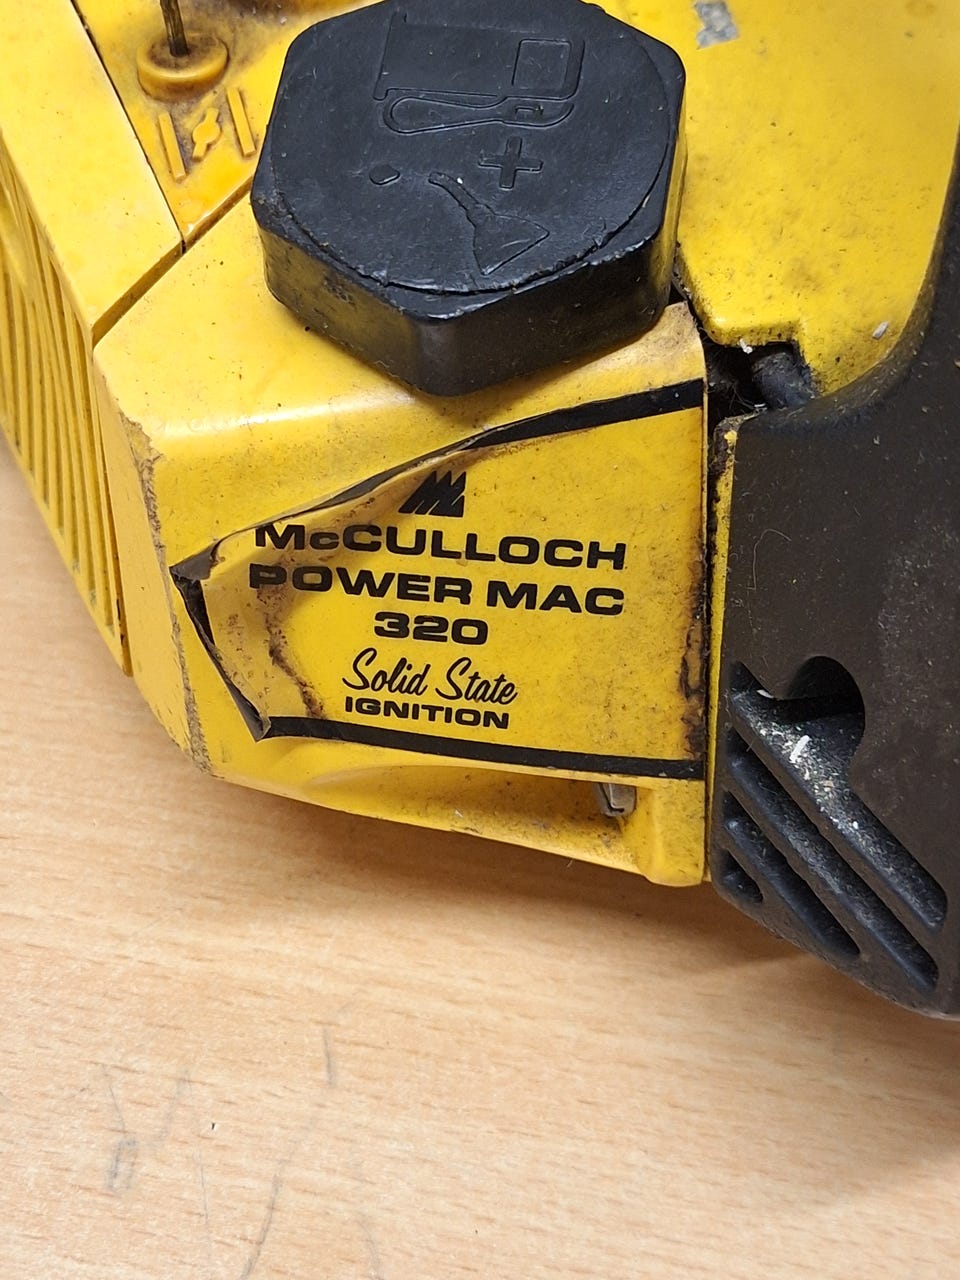 McCULLOCH
POWER MAC
320
Solid State
IGNITION